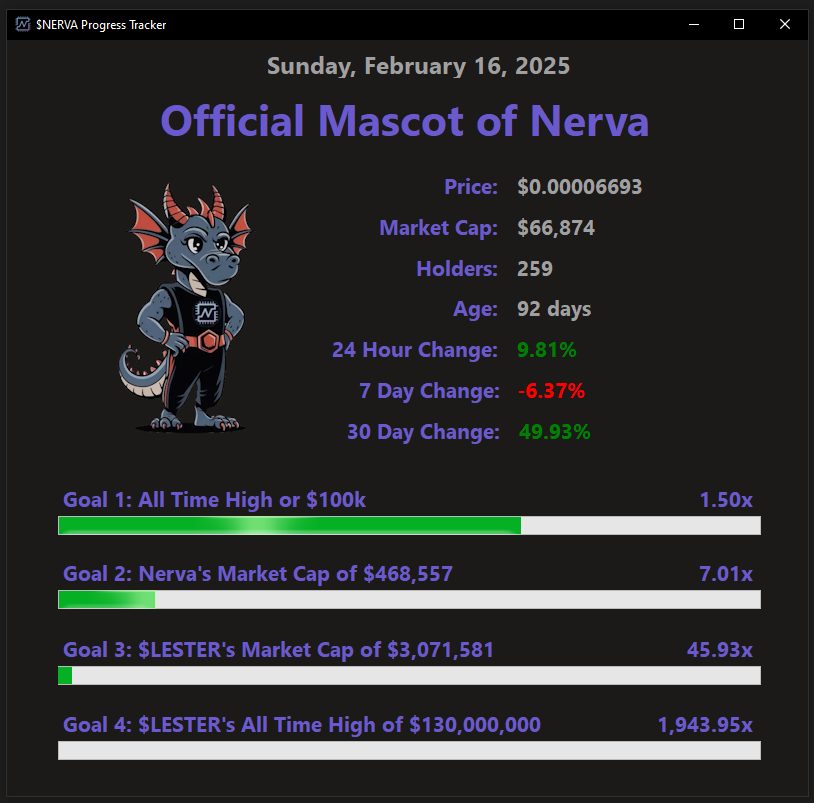 $NERVA Progress Tracker
Sunday, February 16, 2025
Official Mascot of Nerva
Price: $0.00006693
Market Cap: $66,874
Holders: 259
Age: 92 days
24 Hour Change: 9.81%
7 Day Change: -6.37%
30 Day Change: 49.93%
Goal 1: All Time High or $100k 1.50x
Goal 2: Nerva's Market Cap of $468,557 7.01x
Goal 3: $LESTER's Market Cap of $3,071,581 45.93x
Goal 4: $LESTER's All Time High of $130,000,000 1,943.95x